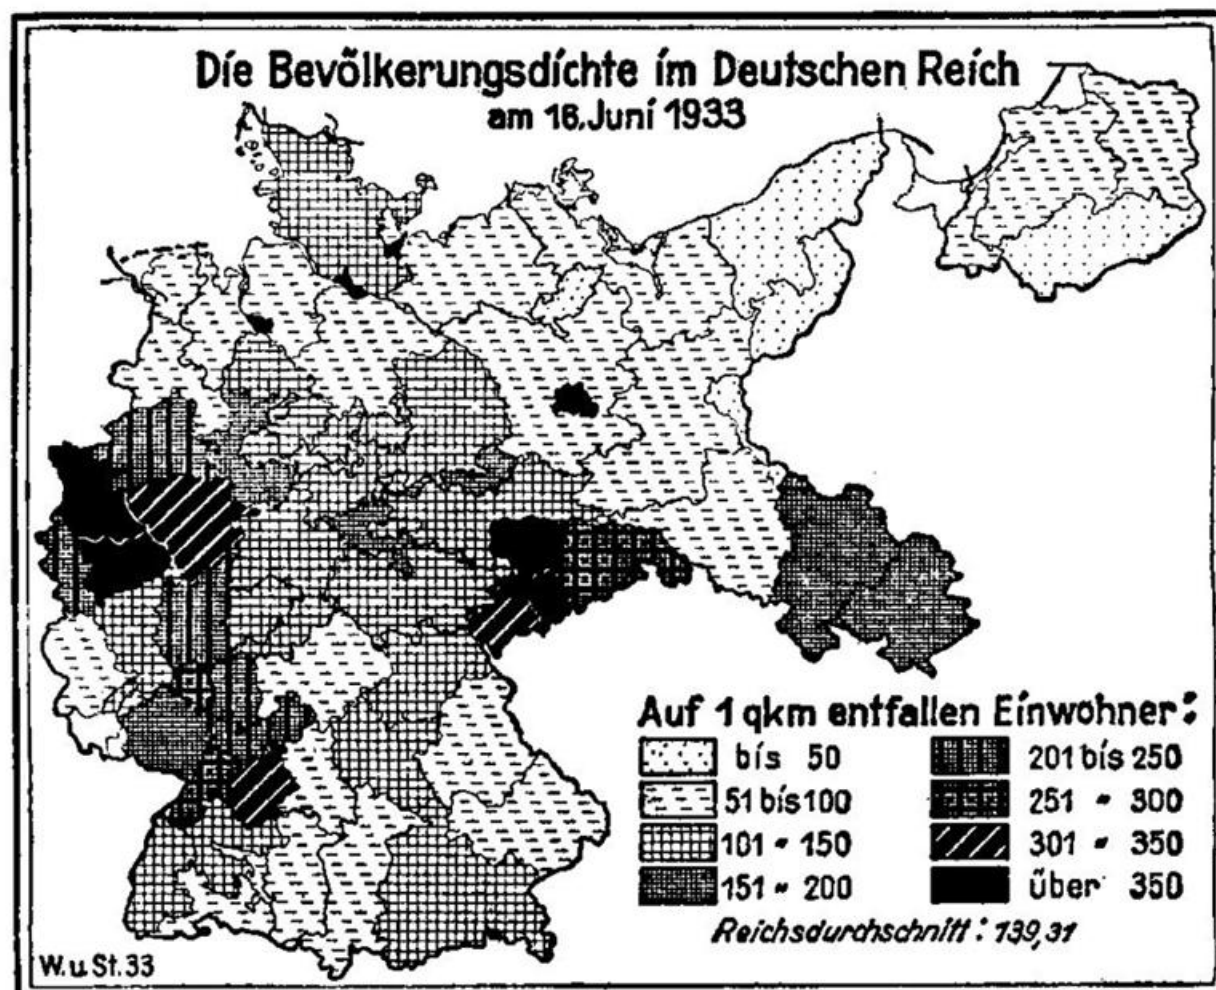 Die Bevölkerungsdichte im Deutschen Reich
am 16. Juni 1933
Auf 1 qkm entfallen Einwohner:
bis 50
51 bis 100
101 " 150
151 " 200
201 bis 250
251 " 300
301 " 350
über 350
Reichsdurchschnitt: 139,31
W.u.St.33